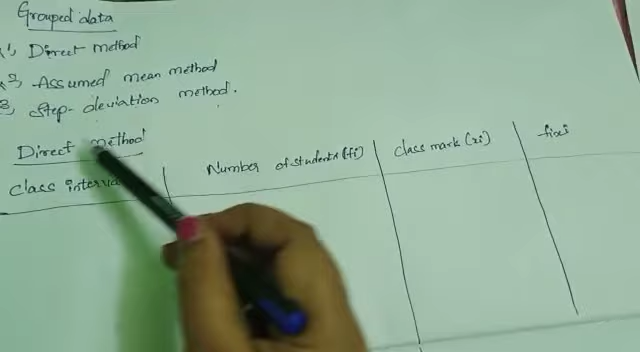 Grouped data
1, Direct method
2, Assumed mean method
3, Step-deviation method.
Direct method
Class interva
Number of students (fi)
class mark (xi)
fixi